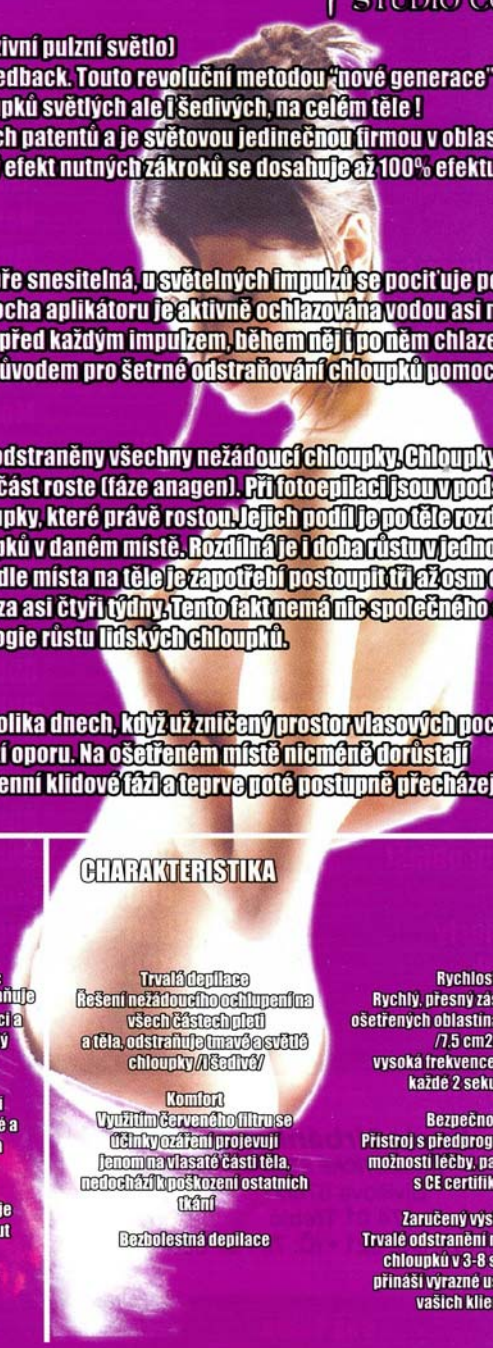 STUDIO CO
zivní pulzní světlo)
edback. Touto revoluční metodou “nové generace”
pků světlých ale i šedivých, na celém těle !
ch patentů a je světovou jedinečnou firmou v oblas
efekt nutných zákroků se dosahuje až 100% efektu
ře snesitelná, u světelných impulzů se pociťuje po
ocha aplikátoru je aktivně ochlazována vodou asi n
před každým impulzem, během něj i po něm chlaze
ůvodem pro šetrné odstraňování chloupků pomoc
odstraněny všechny nežádoucí chloupky. Chloupky
část roste (fáze anagen). Při fotoepilaci jsou v pods
upky, které právě rostou. Jejich podíl je po těle rozd
pků v daném místě. Rozdílná je i doba růstu v jedno
dle místa na těle je zapotřebí postoupit tři až osm
za asi čtyři týdny. Tento fakt nemá nic společného
ogie růstu lidských chloupků.
olika dnech, když už zničený prostor vlasových poc
í oporu. Na ošetřeném místě nicméně dorůstají
enní klidové fázi a teprve poté postupně přecházej
CHARAKTERISTIKA
ňuje
ci a
ý
i
é a
je
ut
Trvalá depilace
Řešení nežádoucího ochlupení na
všech částech pleti
a těla, odstraňuje tmavé a světlé
chloupky /i šedivé/
Komfort
Využitím červeného filtru se
účinky ozáření projevují
jenom na vlasaté části těla,
nedochází k poškození ostatních
tkání
Bezbolestná depilace
Rychlos
Rychlý, přesný zás
ošetřených oblastín
/7.5 cm2
vysoká frekvence
každé 2 seku
Bezpečno
Přístroj s předprog
možnosti léčby, pa
s CE certifik
Zaručený výs
Trvalé odstranění n
chloupků v 3-8 s
přináší výrazné u
vašich klie